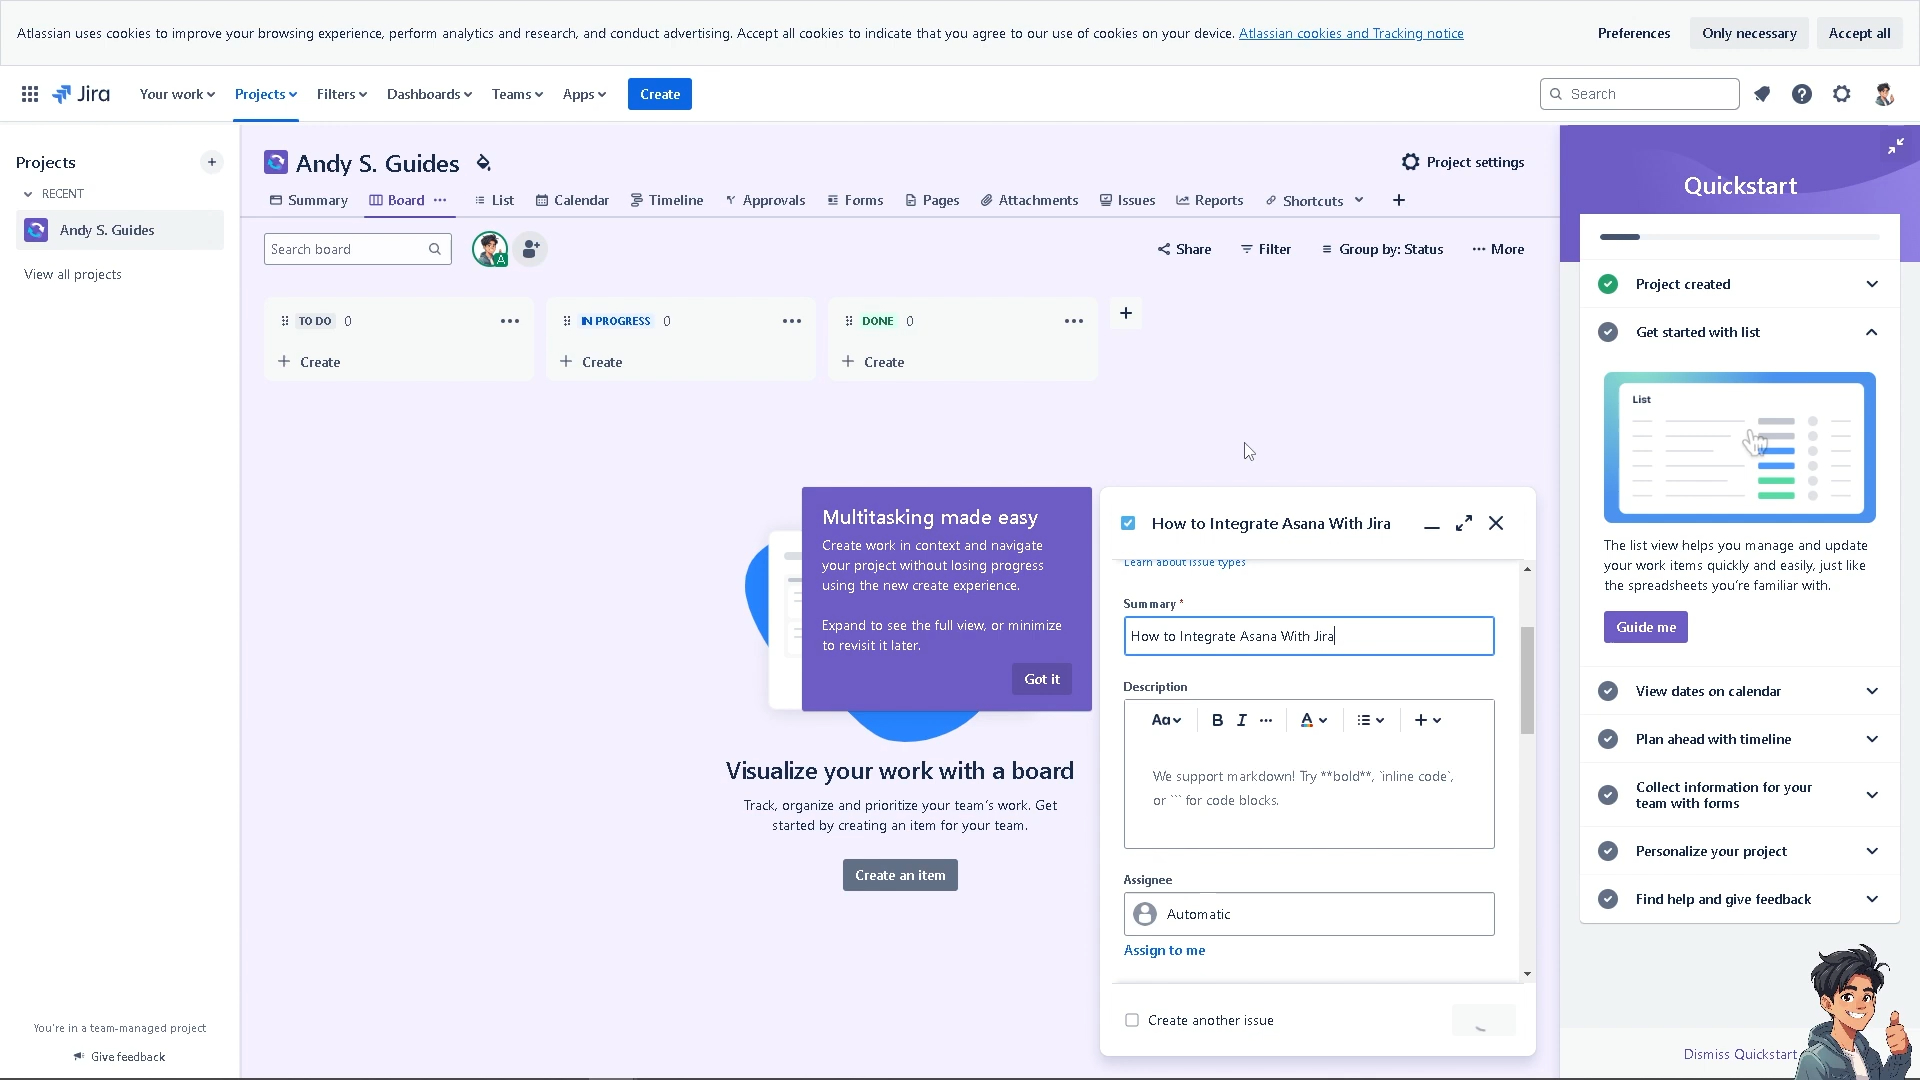 Atlassian uses cookies to improve your browsing experience, perform analytics and research, and conduct advertising. Accept all cookies to indicate that you agree to our use of cookies on your device. Atlassian cookies and Tracking notice
Preferences
Only necessary
Accept all
Jira
Your work
Projects
Filters
Dashboards
Teams
Apps
Create
Search
Projects
RECENT
Andy S. Guides
View all projects
You're in a team-managed project
Give feedback
Andy S. Guides
Project settings
Summary
Board
List
Calendar
Timeline
Approvals
Forms
Pages
Attachments
Issues
Reports
Shortcuts
Search board
A
Share
Filter
Group by: Status
More
TO DO 0
Create
IN PROGRESS 0
Create
DONE 0
Create
Multitasking made easy
Create work in context and navigate
your project without losing progress
using the new create experience.
Expand to see the full view, or minimize
to revisit it later.
Got it
Visualize your work with a board
Track, organize and prioritize your team's work. Get
started by creating an item for your team.
Create an item
How to Integrate Asana With Jira
Learn about issue types
Summary *
How to Integrate Asana With Jira
Description
Aa
B I
A
We support markdown! Try **bold**, `inline code`,
or ``` for code blocks.
Assignee
Automatic
Assign to me
Create another issue
Quickstart
Project created
Get started with list
List
The list view helps you manage and update
your work items quickly and easily, just like
the spreadsheets you're familiar with.
Guide me
View dates on calendar
Plan ahead with timeline
Collect information for your
team with forms
Personalize your project
Find help and give feedback
Dismiss Quickstart